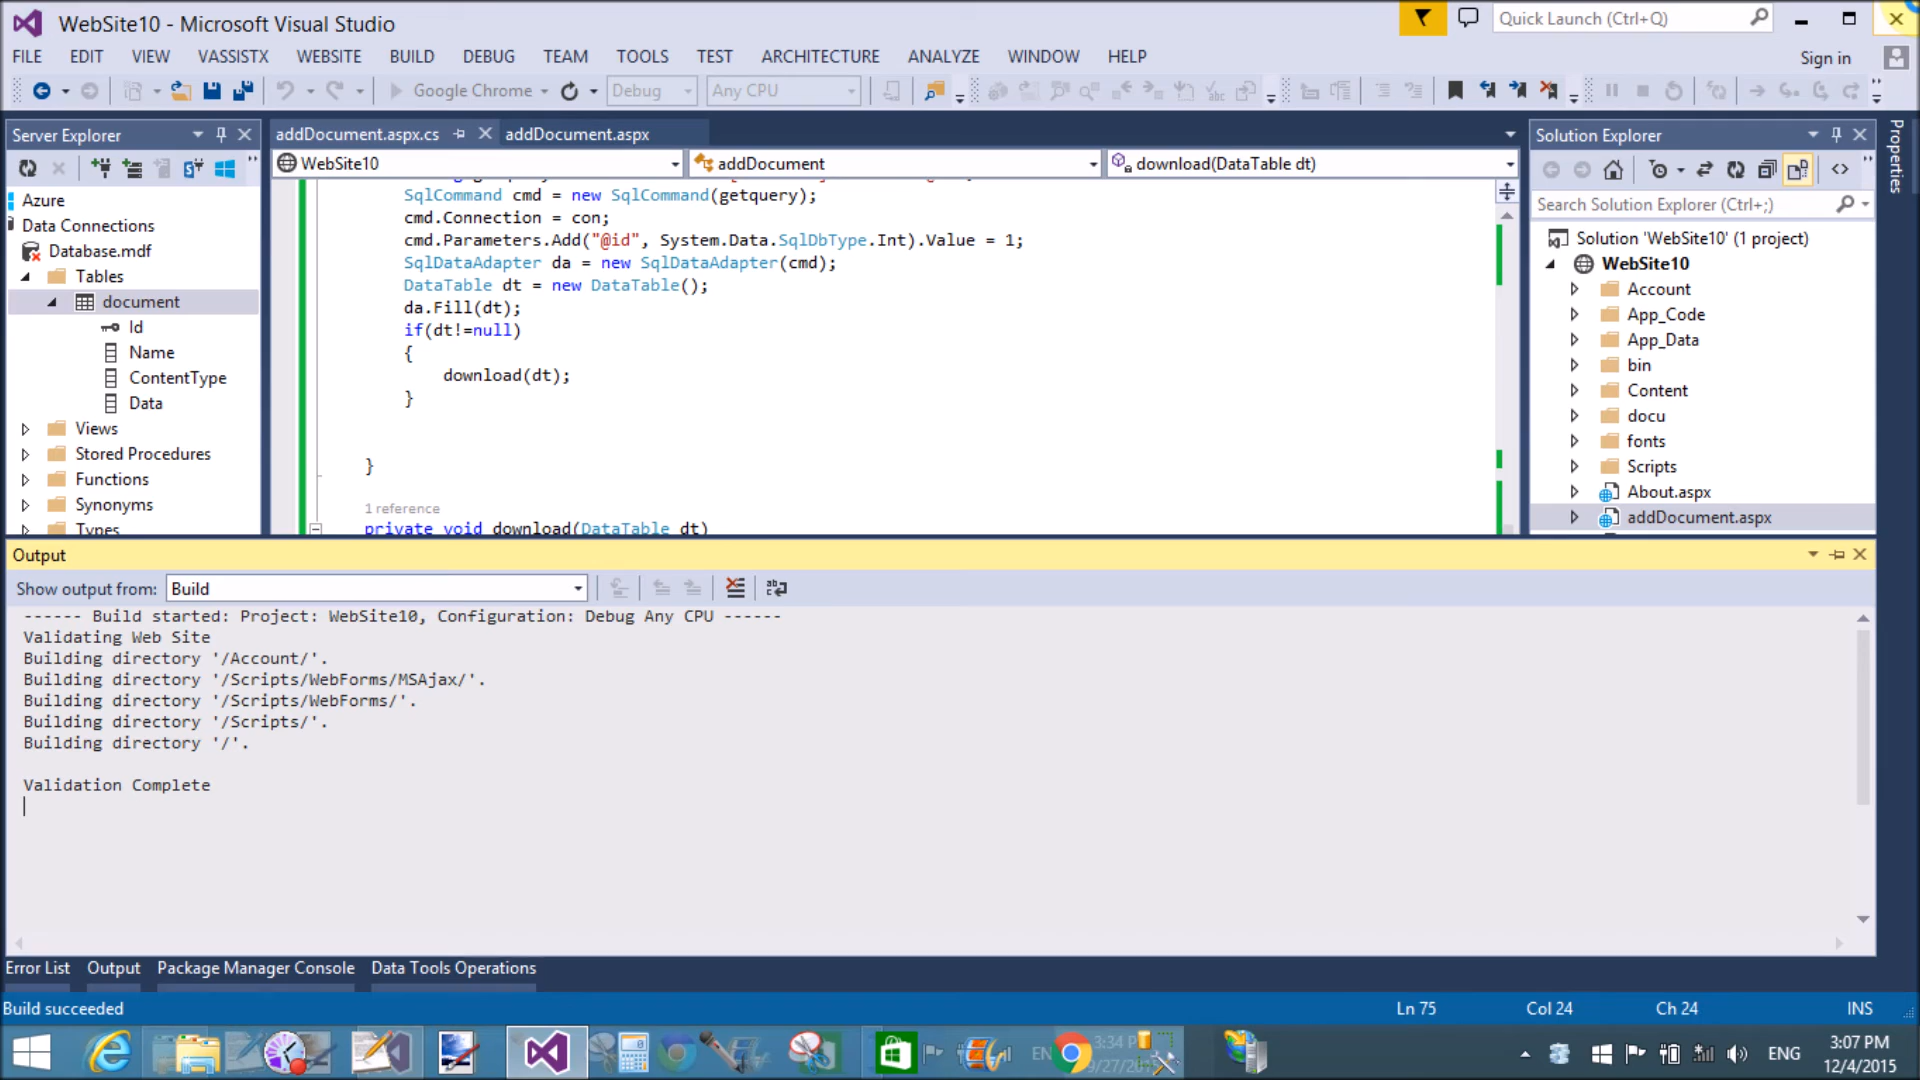 WebSite10 - Microsoft Visual Studio
Quick Launch (Ctrl+Q)
FILE EDIT VIEW VASSISTX WEBSITE BUILD DEBUG TEAM TOOLS TEST ARCHITECTURE ANALYZE WINDOW HELP
Sign in
Google Chrome Debug Any CPU
Server Explorer
addDocument.aspx.cs addDocument.aspx
Solution Explorer
Properties
WebSite10 addDocument download(DataTable dt)
Azure
Data Connections
Database.mdf
Tables
document
Id
Name
ContentType
Data
Views
Stored Procedures
Functions
Synonyms
Types
SqlCommand cmd = new SqlCommand(getquery);
cmd.Connection = con;
cmd.Parameters.Add("@id", System.Data.SqlDbType.Int).Value = 1;
SqlDataAdapter da = new SqlDataAdapter(cmd);
DataTable dt = new DataTable();
da.Fill(dt);
if(dt!=null)
{
download(dt);
}
}
1 reference
private void download(DataTable dt)
Search Solution Explorer (Ctrl+;)
Solution 'WebSite10' (1 project)
WebSite10
Account
App_Code
App_Data
bin
Content
docu
fonts
Scripts
About.aspx
addDocument.aspx
Output
Show output from: Build
------ Build started: Project: WebSite10, Configuration: Debug Any CPU ------
Validating Web Site
Building directory '/Account/'.
Building directory '/Scripts/WebForms/MSAjax/'.
Building directory '/Scripts/WebForms/'.
Building directory '/Scripts/'.
Building directory '/'.
Validation Complete
Error List Output Package Manager Console Data Tools Operations
Build succeeded Ln 75 Col 24 Ch 24 INS
EN 3:34 P
9/27/20
ENG
3:07 PM
12/4/2015